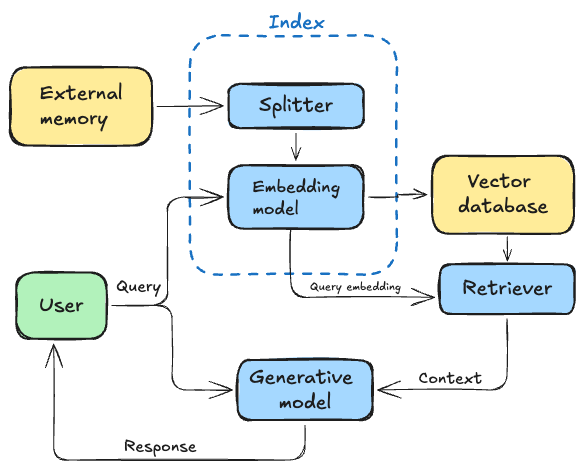 Index
External
memory
Splitter
Embedding
model
Vector
database
Query
Query embedding
Retriever
User
Generative
model
Context
Response